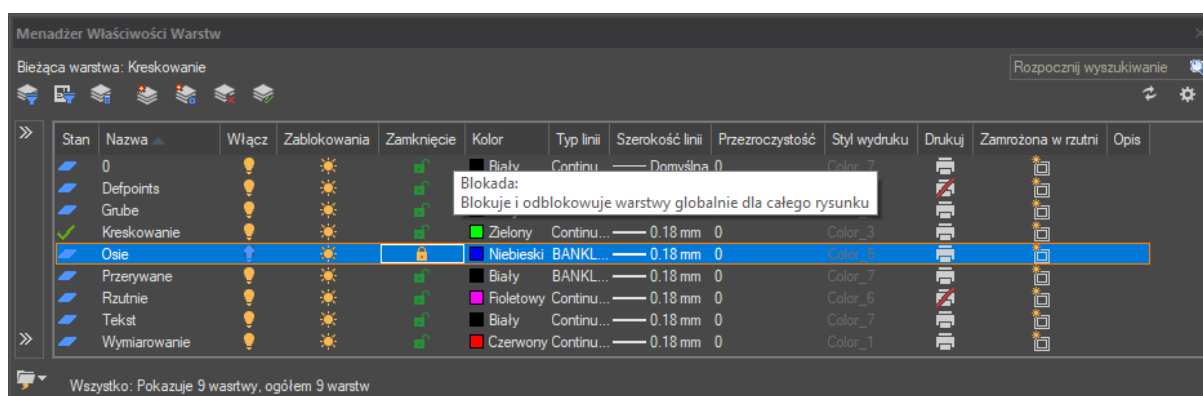 Menadżer Właściwości Warstw
Bieżąca warstwa: Kreskowanie
Rozpocznij wyszukiwanie
Stan Nazwa Włącz Zablokowania Zamknięcie Kolor Typ linii Szerokość linii Przezroczystość Styl wydruku Drukuj Zamrożona w rzutni Opis
0 Biały Continu... Domyślna 0 Color_7
Defpoints
Blokada:
Blokuje i odblokowuje warstwy globalnie dla całego rysunku
Grube
Kreskowanie Zielony Continu... 0.18 mm 0 Color_3
Osie Niebieski BANKL... 0.18 mm 0 Color_5
Przerywane Biały BANKL... 0.18 mm 0 Color_7
Rzutnie Fioletowy Continu... 0.18 mm 0 Color_6
Tekst Biały Continu... 0.18 mm 0 Color_7
Wymiarowanie Czerwony Continu... 0.18 mm 0 Color_1
Wszystko: Pokazuje 9 wasrtwy, ogółem 9 warstw